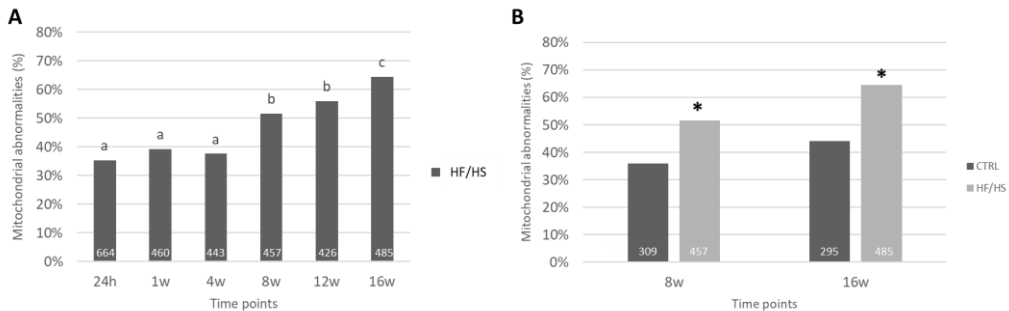 A
Mitochondrial abnormalities (%)
80%
70%
60%
50%
40%
30%
20%
10%
0%
a
a
a
b
b
c
664
460
443
457
426
485
24h
1w
4w
8w
12w
16w
Time points
HF/HS
B
Mitochondrial abnormalities (%)
80%
70%
60%
50%
40%
30%
20%
10%
0%
*
*
309
457
295
485
8w
16w
Time points
CTRL
HF/HS